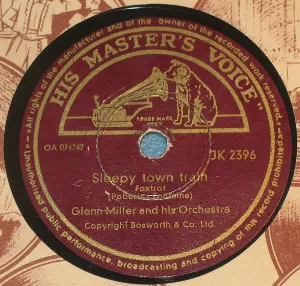 "HIS MASTER'S VOICE"
All rights of the manufacturer and of the owner of the recorded work reserved.
Unauthorised public performance, broadcasting and copying of this record prohibited
TRADE MARK
OA 074747
JK 2396
Sleepy town train
Foxtrot
Glenn Miller and his Orchestra
Copyright Bosworth & Co. Ltd.